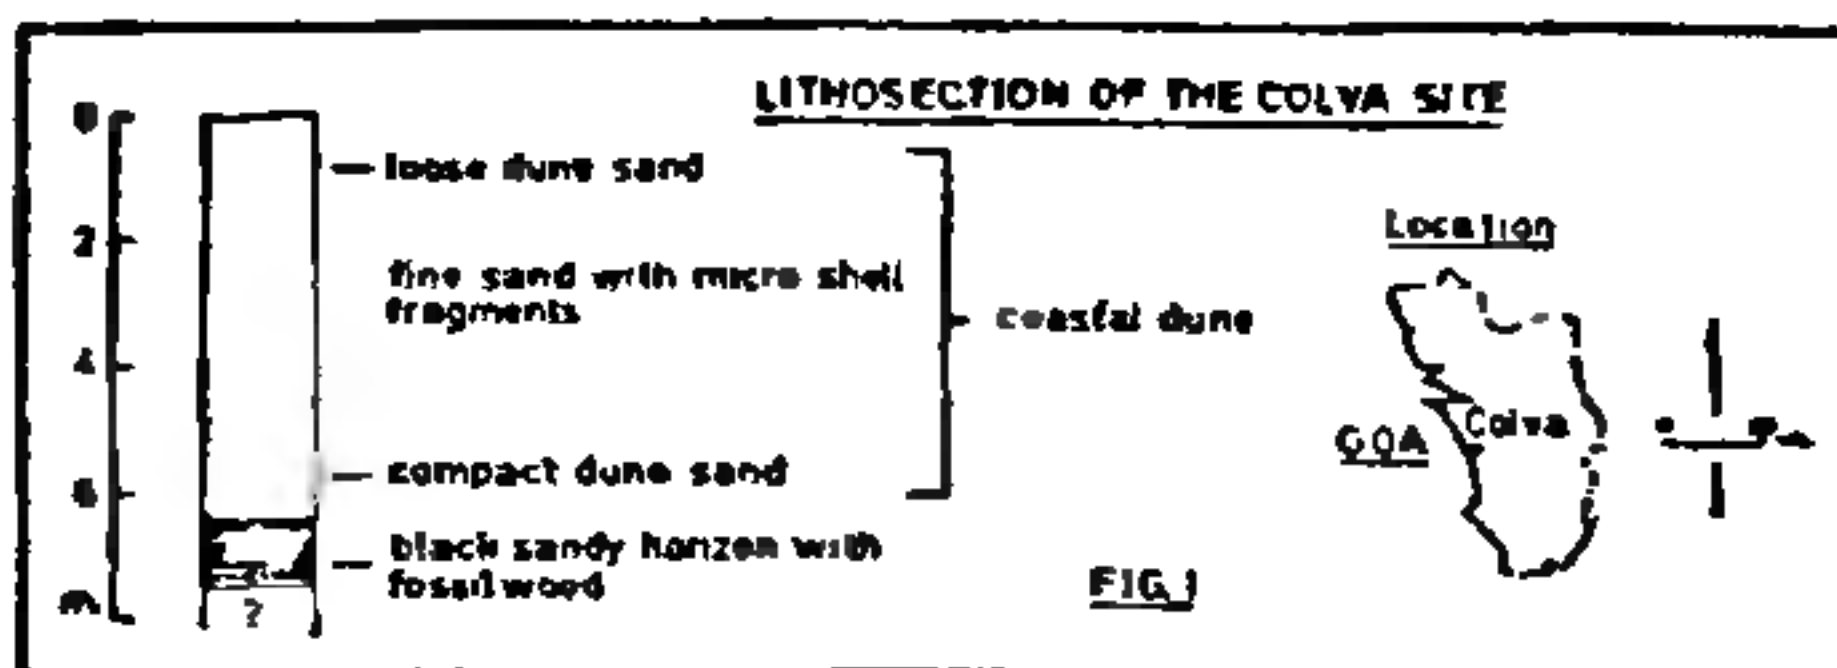 LITHOSECTION OF THE COLVA SITE
0
2
4
6
m
loose dune sand
fine sand with micro shell
fragments
compact dune sand
black sandy horizon with
fossil wood
?
coastal dune
Location
GOA
Colva
FIG. 1